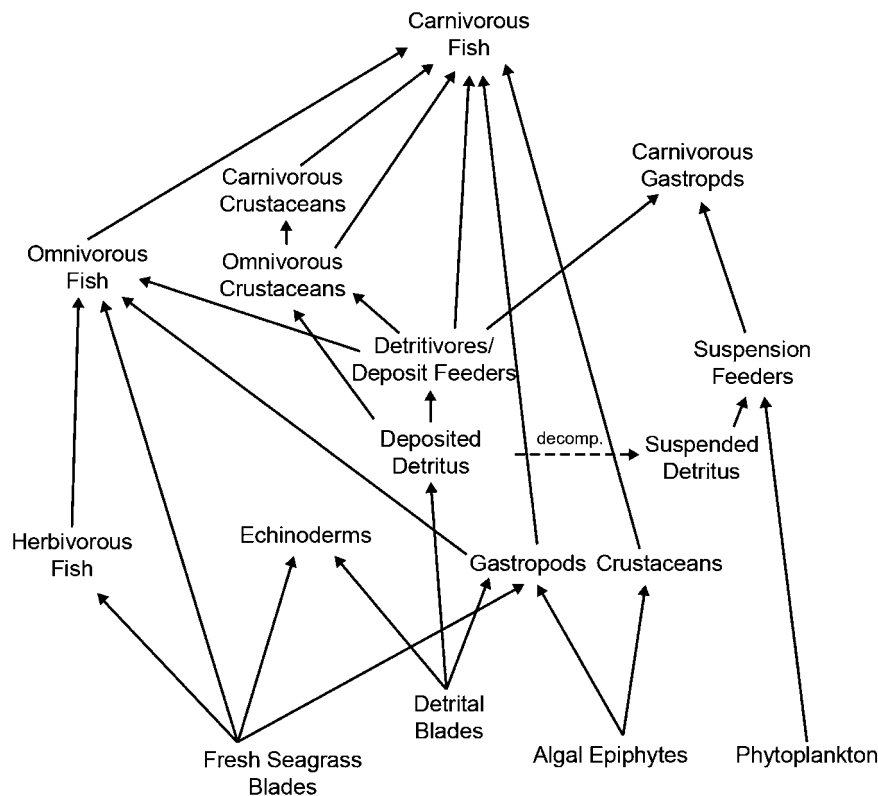 Carnivorous
Fish
Carnivorous
Gastropds
Carnivorous
Crustaceans
Omnivorous
Fish
Omnivorous
Crustaceans
Detritivores/
Deposit Feeders
Suspension
Feeders
Deposited
Detritus
decomp.
Suspended
Detritus
Herbivorous
Fish
Echinoderms
Gastropods
Crustaceans
Detrital
Blades
Fresh Seagrass
Blades
Algal Epiphytes
Phytoplankton